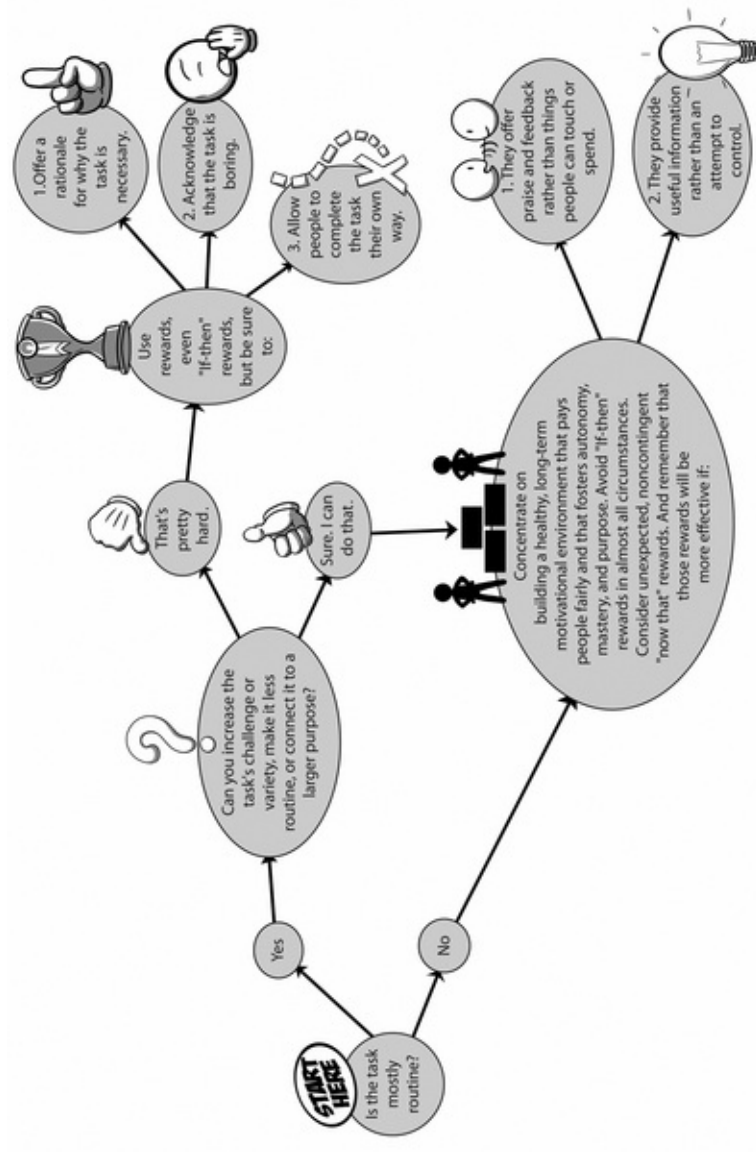 START
HERE
Is the task
mostly
routine?
Yes
No
Can you increase the
task's challenge or
variety, make it less
routine, or connect it to a
larger purpose?
That's
pretty
hard.
Sure. I can
do that.
Use
rewards,
even
"If-then"
rewards,
but be sure
to:
1.Offer a
rationale
for why the
task is
necessary.
2. Acknowledge
that the task is
boring.
3. Allow
people to
complete
the task
their own
way.
Concentrate on
building a healthy, long-term
motivational environment that pays
people fairly and that fosters autonomy,
mastery, and purpose. Avoid "If-then"
rewards in almost all circumstances.
Consider unexpected, noncontingent
"now that" rewards. And remember that
those rewards will be
more effective if:
1. They offer
praise and feedback
rather than things
people can touch or
spend.
2. They provide
useful information
rather than an
attempt to
control.